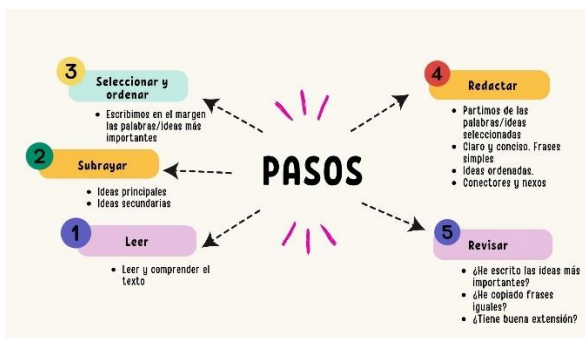 3
Seleccionar y
ordenar
• Escribimos en el margen
las palabras/ideas más
importantes
2
Subrayar
• Ideas principales
• Ideas secundarias
1
Leer
• Leer y comprender el
texto
PASOS
4
Redactar
• Partimos de las
palabras/ideas
seleccionadas
• Claro y conciso. Frases
simples
• Ideas ordenadas.
• Conectores y nexos
5
Revisar
• ¿He escrito las ideas más
importantes?
• ¿He copiado frases
iguales?
• ¿Tiene buena extensión?